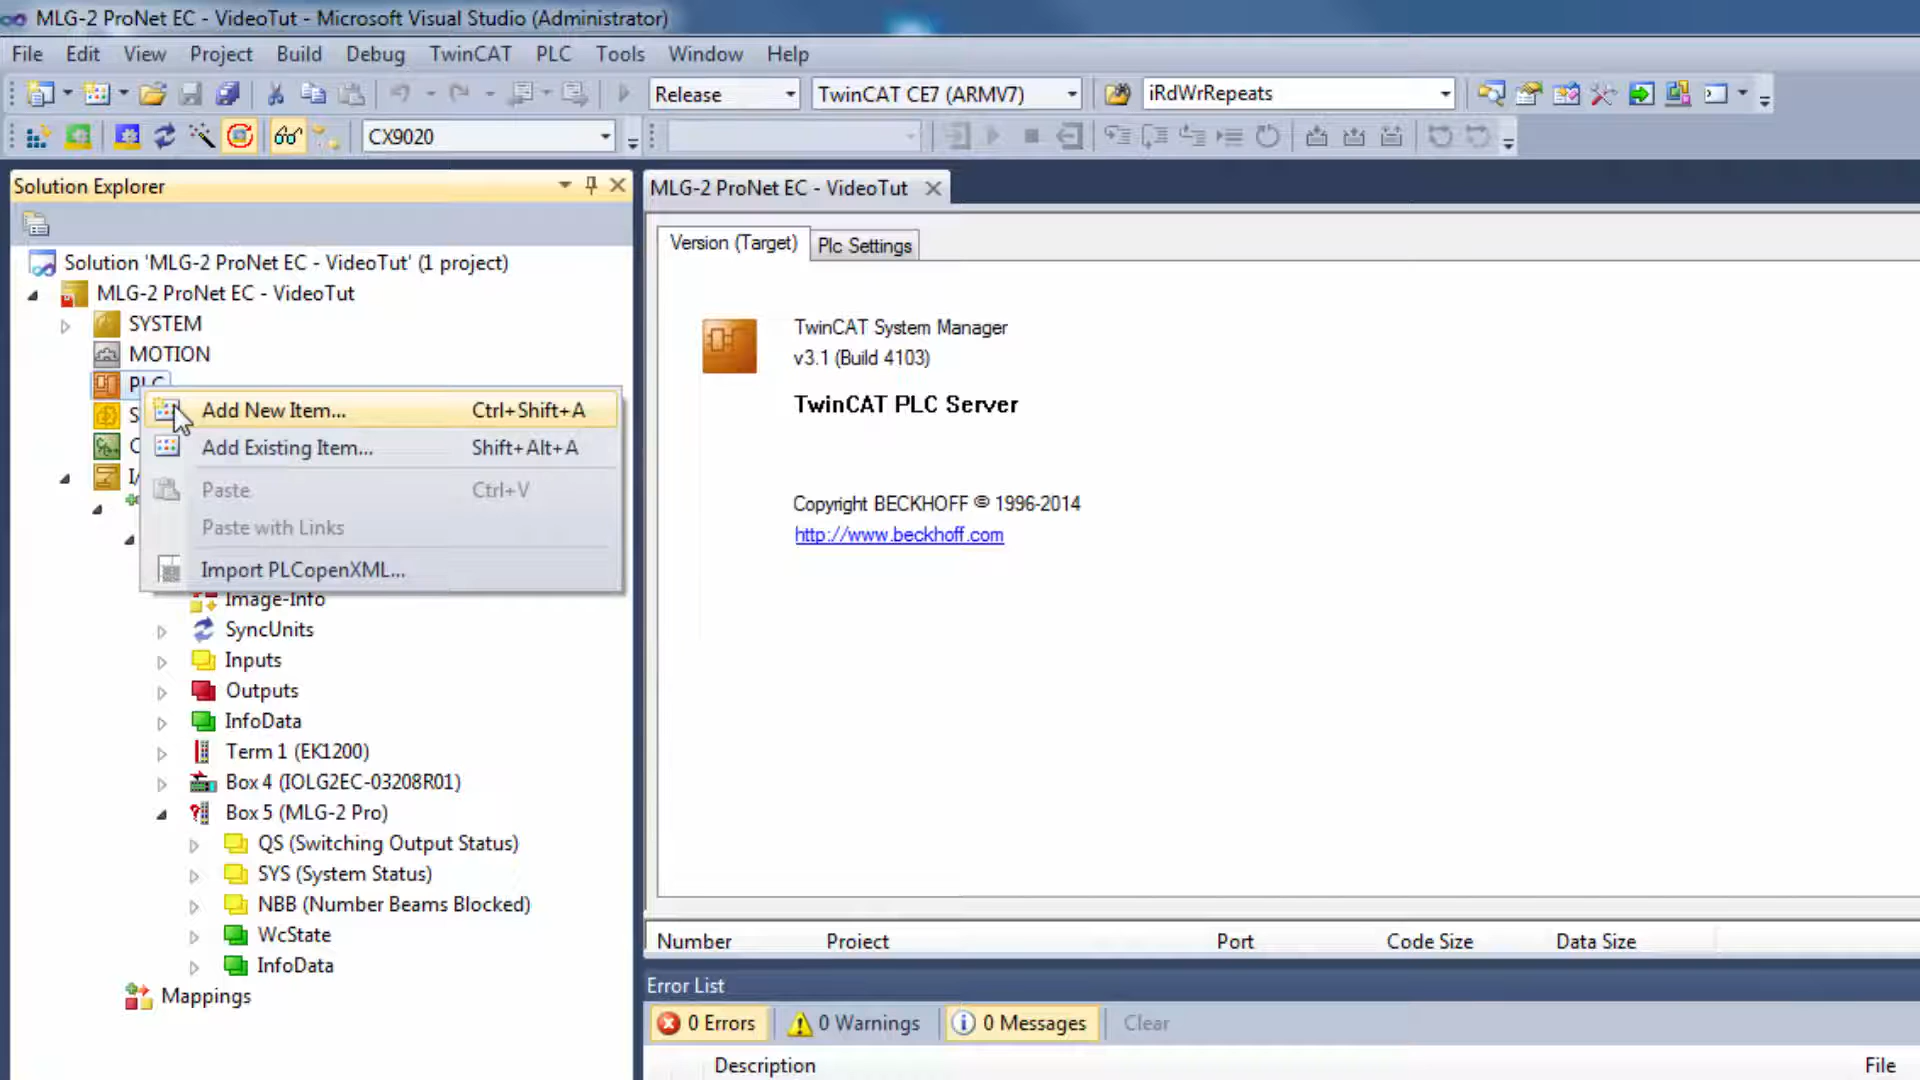 MLG-2 ProNet EC - VideoTut - Microsoft Visual Studio (Administrator)
File Edit View Project Build Debug TwinCAT PLC Tools Window Help
Release TwinCAT CE7 (ARMV7) iRdWrRepeats
CX9020
Solution Explorer
Solution 'MLG-2 ProNet EC - VideoTut' (1 project)
MLG-2 ProNet EC - VideoTut
SYSTEM
MOTION
PLC
Add New Item... Ctrl+Shift+A
Add Existing Item... Shift+Alt+A
Paste Ctrl+V
Paste with Links
Import PLCopenXML...
Image-Info
SyncUnits
Inputs
Outputs
InfoData
Term 1 (EK1200)
Box 4 (IOLG2EC-03208R01)
Box 5 (MLG-2 Pro)
QS (Switching Output Status)
SYS (System Status)
NBB (Number Beams Blocked)
WcState
InfoData
Mappings
MLG-2 ProNet EC - VideoTut
Version (Target) Plc Settings
TwinCAT System Manager
v3.1 (Build 4103)
TwinCAT PLC Server
Copyright BECKHOFF © 1996-2014
http://www.beckhoff.com
Number Project Port Code Size Data Size
Error List
0 Errors 0 Warnings 0 Messages Clear
Description File